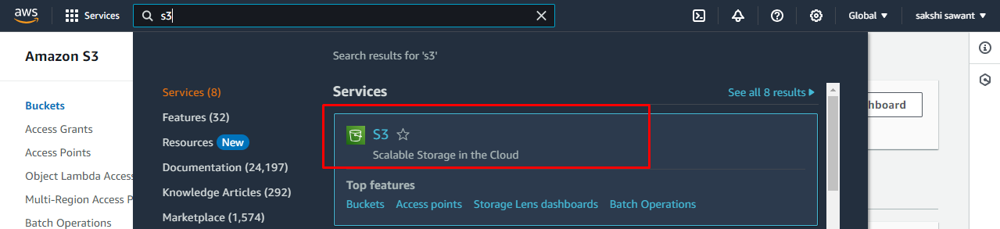 aws Services s3 Global ▼ sakshi sawant ▼
Amazon S3
Buckets
Access Grants
Access Points
Object Lambda Access
Multi-Region Access P
Batch Operations
Search results for 's3'
Services (8)
Features (32)
Resources New
Documentation (24,197)
Knowledge Articles (292)
Marketplace (1,574)
Services
See all 8 results ▶
S3
Scalable Storage in the Cloud
Top features
Buckets Access points Storage Lens dashboards Batch Operations
hboard